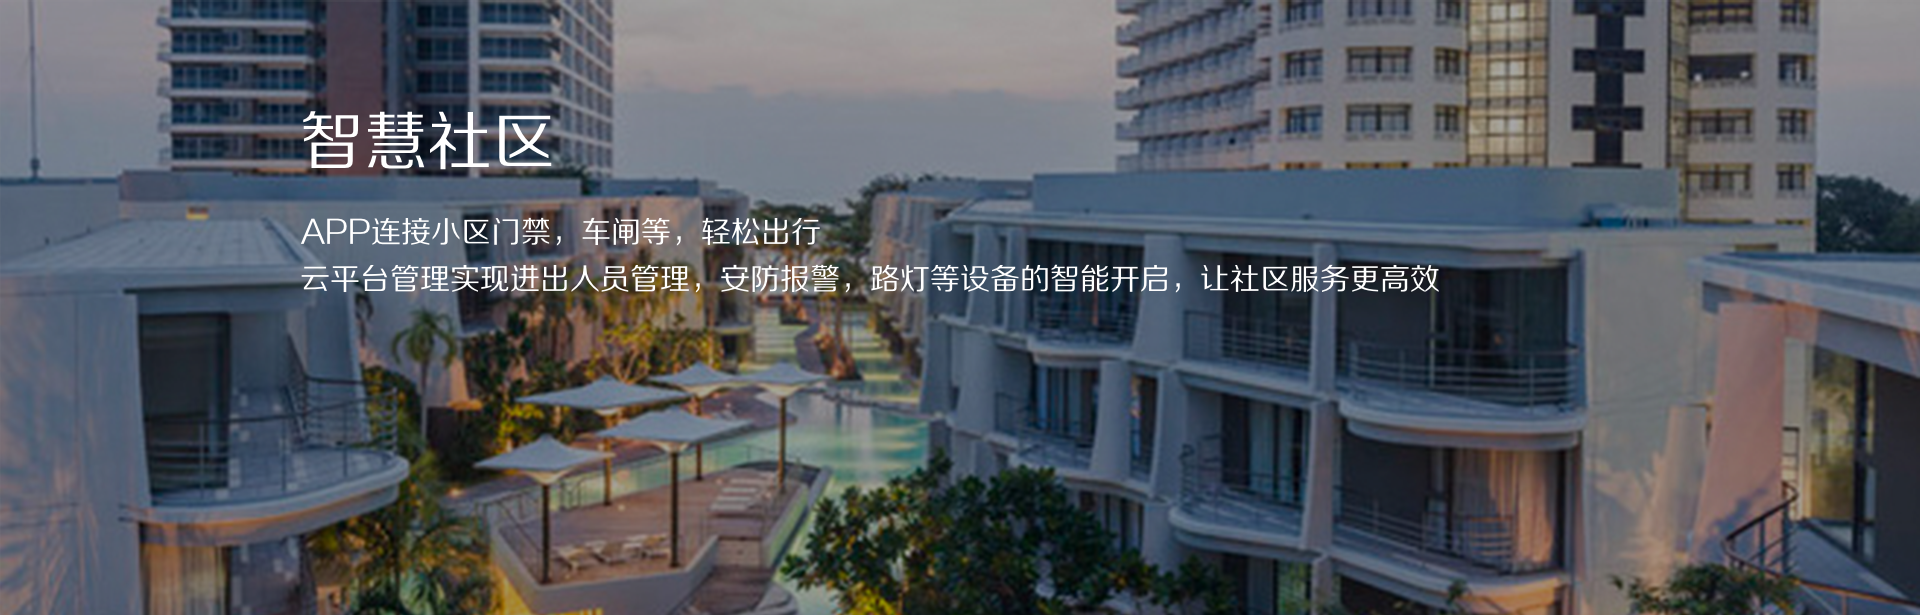 智慧社区
APP连接小区门禁，车闸等，轻松出行
云平台管理实现进出人员管理，安防报警，路灯等设备的智能开启，让社区服务更高效